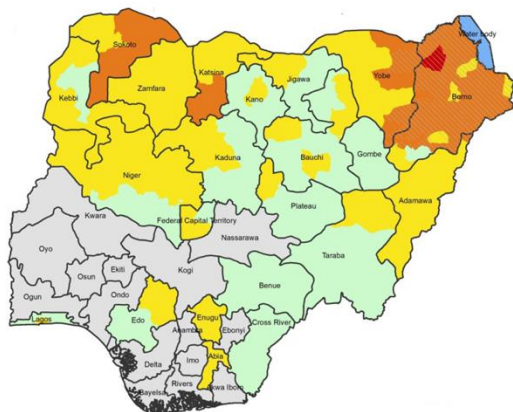 Water body
Sokoto
Katsina
Jigawa
Yobe
Borno
Kebbi
Zamfara
Kano
Kaduna
Bauchi
Gombe
Niger
Adamawa
Plateau
Kwara
Federal Capital Territory
Nassarawa
Oyo
Taraba
Ekiti
Kogi
Osun
Benue
Ogun
Ondo
Enugu
Lagos
Edo
Anambra
Ebonyi
Cross River
Delta
Imo
Abia
Bayelsa
Rivers
Akwa Ibom